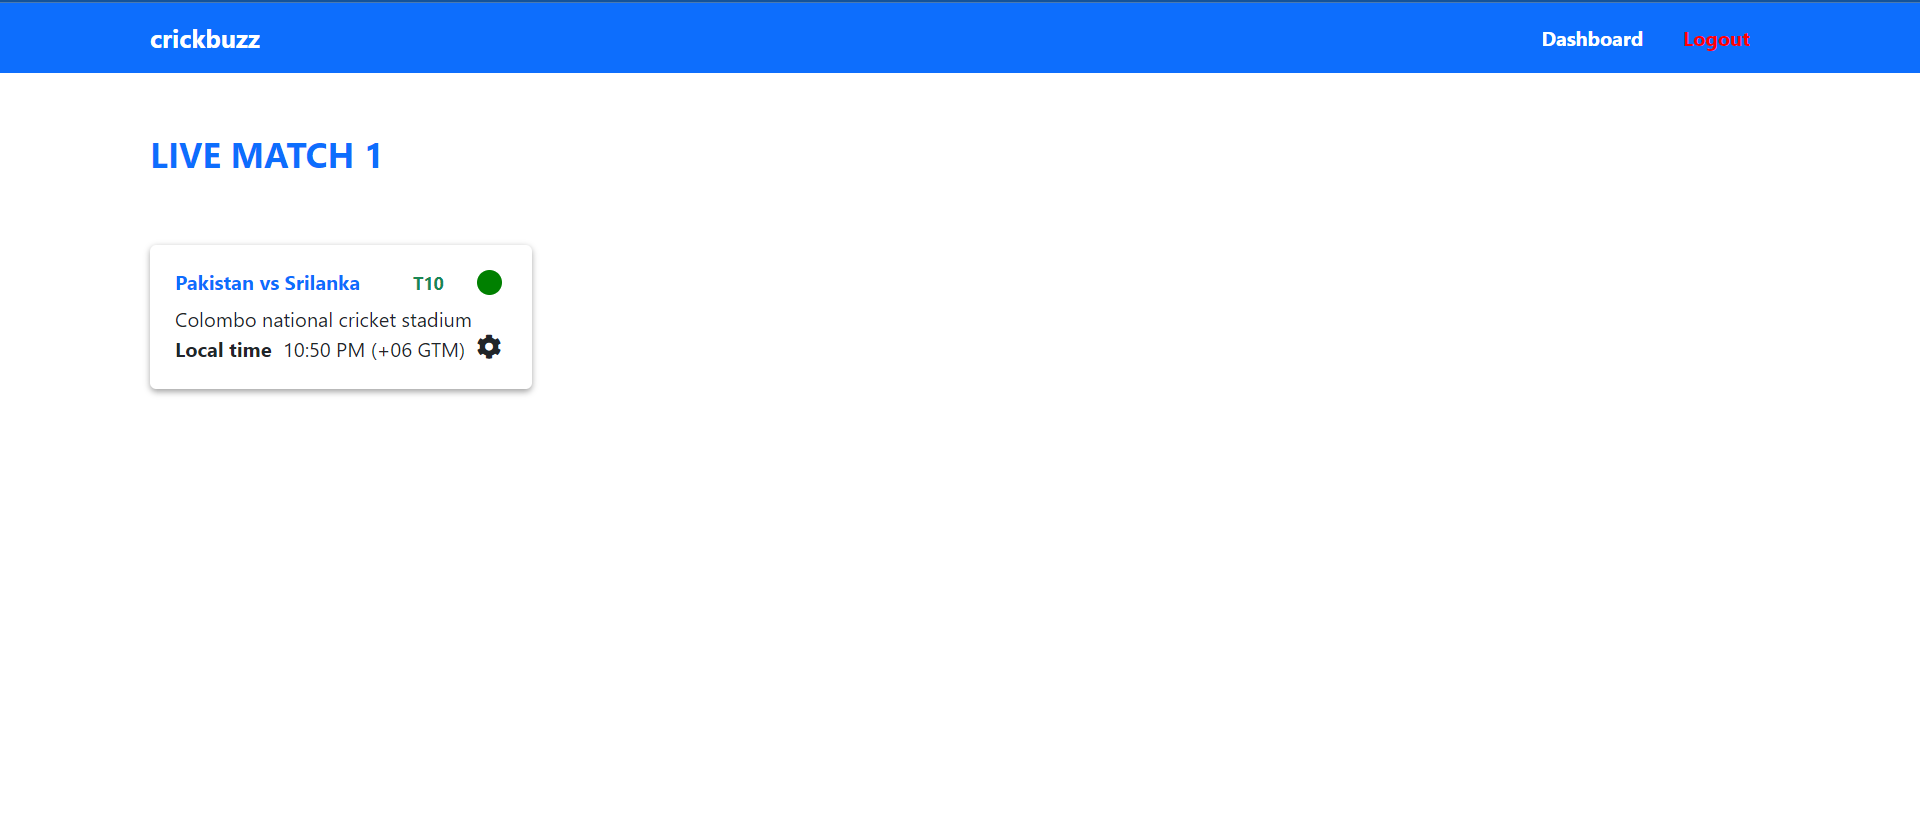 crickbuzz Dashboard Logout
LIVE MATCH 1
Pakistan vs Srilanka T10
Colombo national cricket stadium
Local time 10:50 PM (+06 GTM)